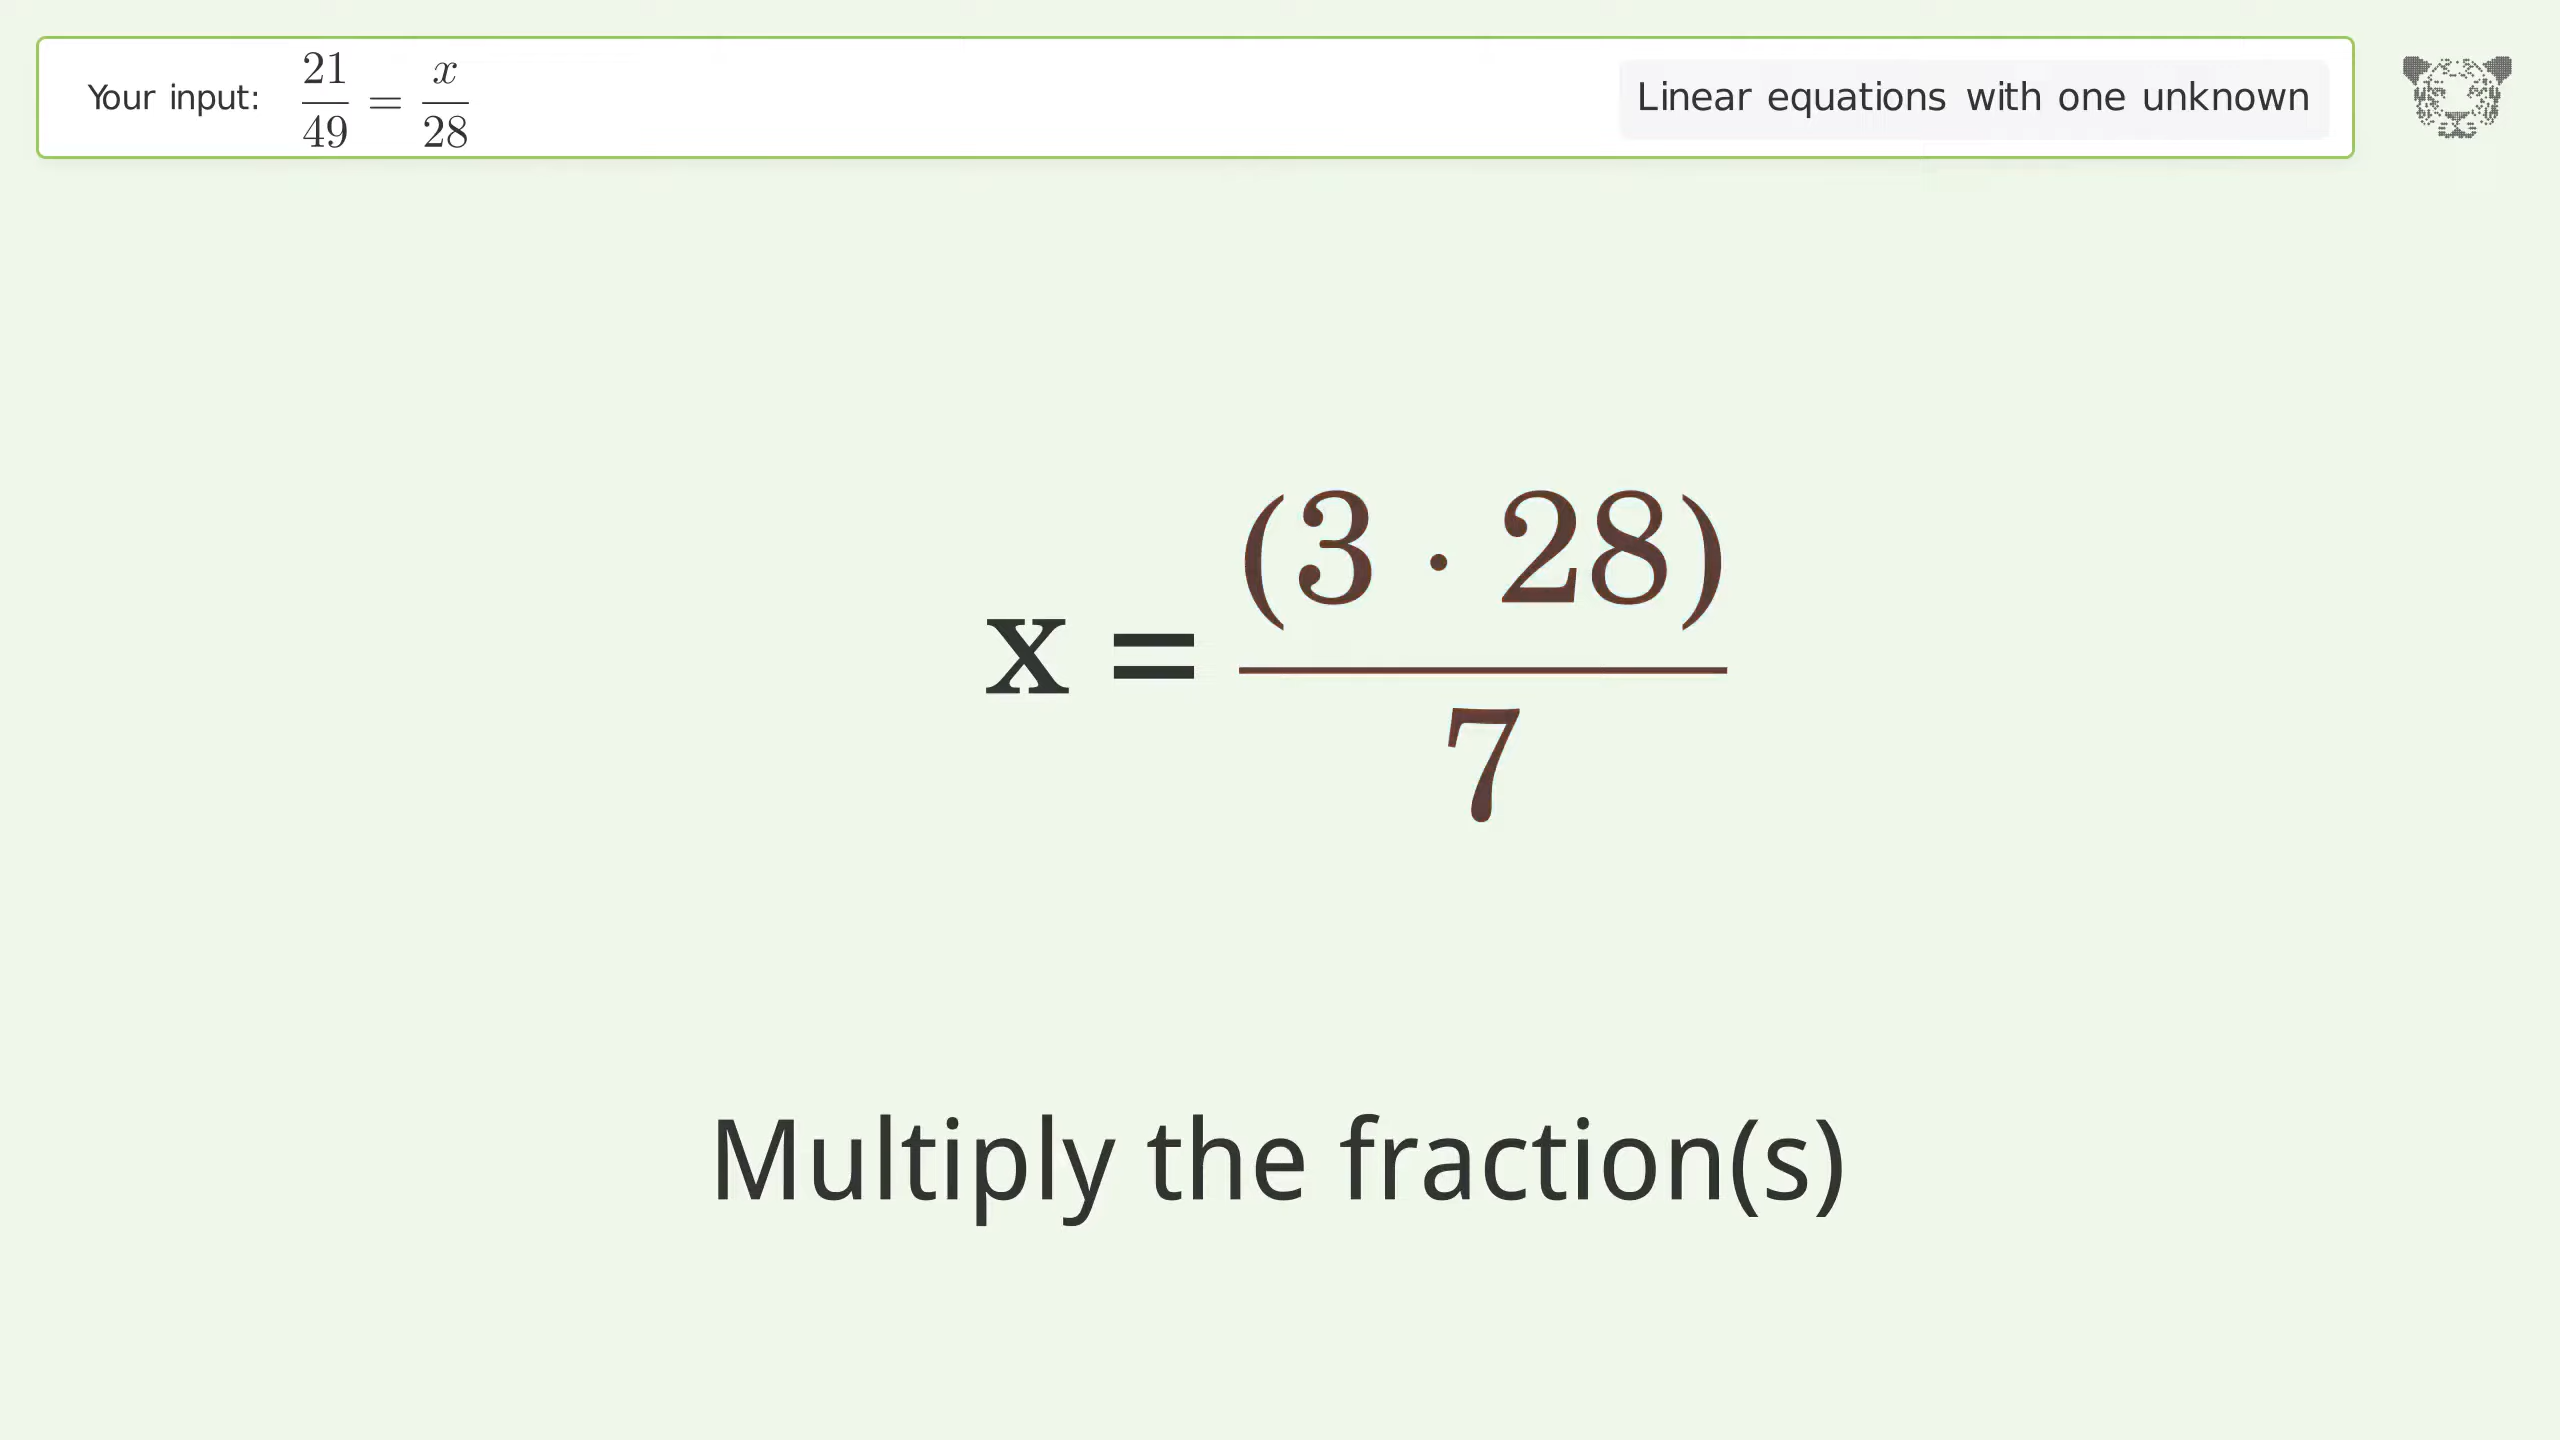 Your input: 21/49 = x/28
Linear equations with one unknown
x = (3 · 28)/7
Multiply the fraction(s)